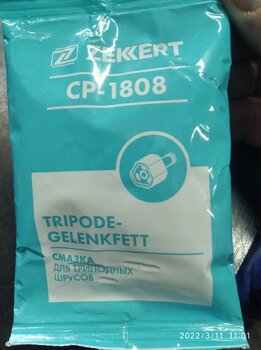 ZEKKERT
CP-1808
TRIPODE-
GELENKFETT
СМАЗКА
ДЛЯ ТРИПОДНЫХ
ШРУСОВ
2022/3/11 11:01